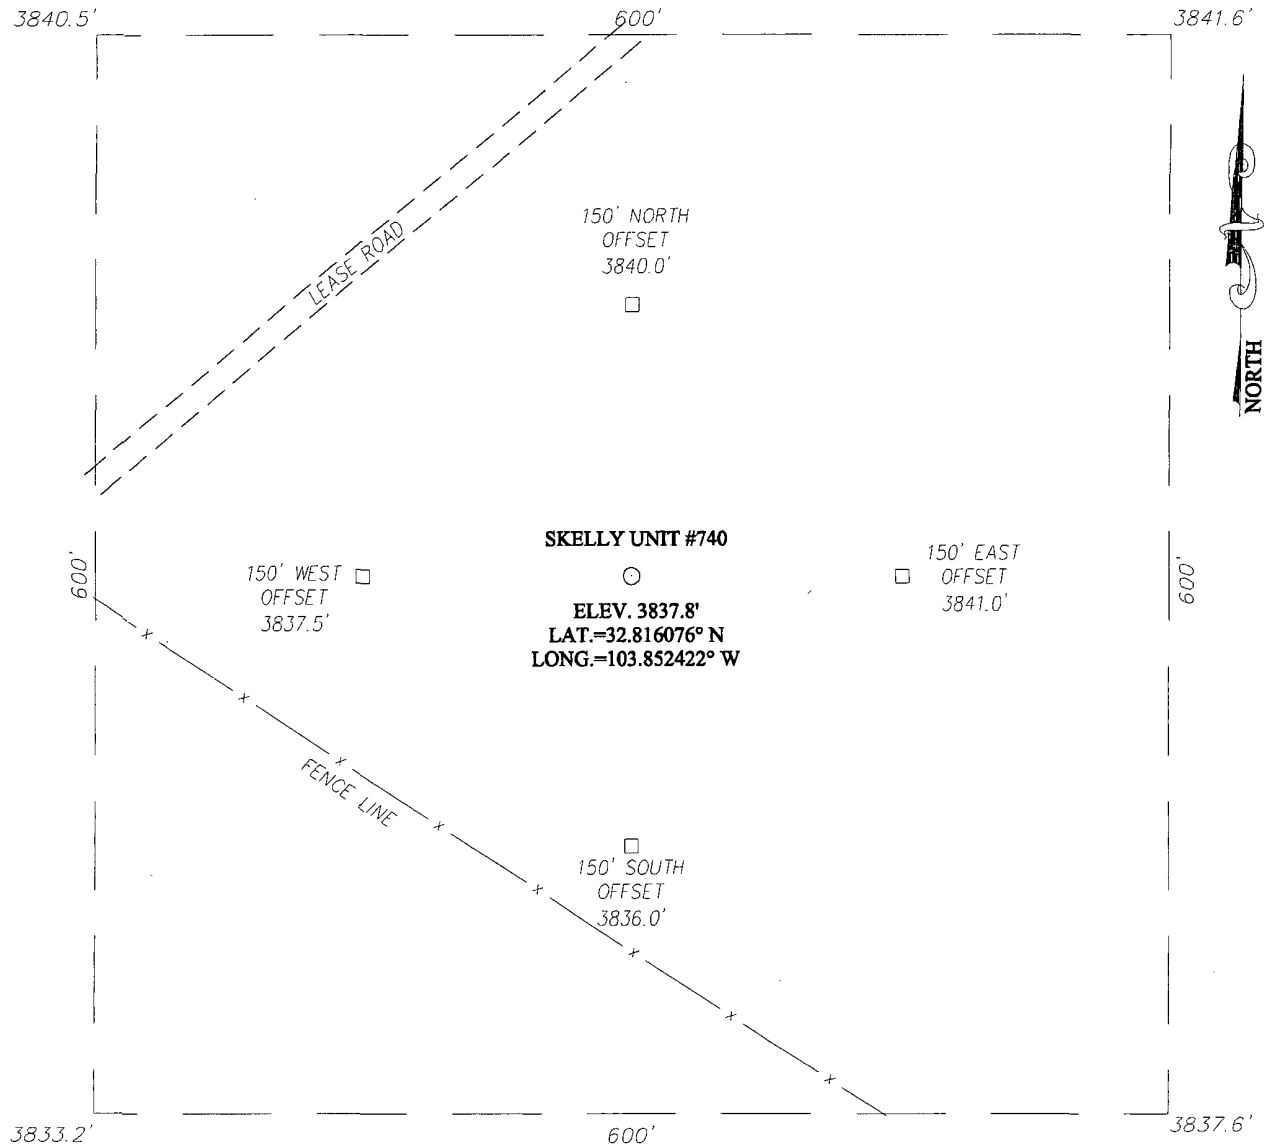 3840.5'
600'
3841.6'
150' NORTH
OFFSET
3840.0'
LEASE ROAD
NORTH
SKELLY UNIT #740
600'
150' WEST
OFFSET
3837.5'
150' EAST
OFFSET
3841.0'
600'
ELEV. 3837.8'
LAT.=32.816076° N
LONG.=103.852422° W
FENCE LINE
150' SOUTH
OFFSET
3836.0'
3833.2'
600'
3837.6'